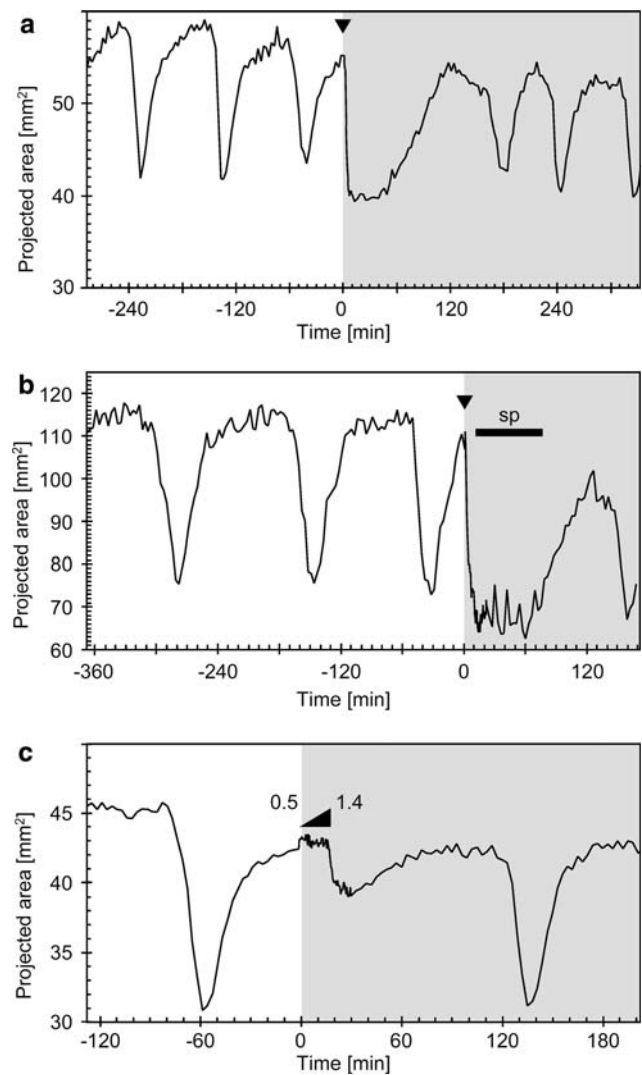 a
Projected area [mm²]
50
40
30
-240 -120 0 120 240
Time [min]
b
Projected area [mm²]
120
110
100
90
80
70
60
sp
-360 -240 -120 0 120
Time [min]
c
Projected area [mm²]
45
40
35
30
0.5 1.4
-120 -60 0 60 120 180
Time [min]